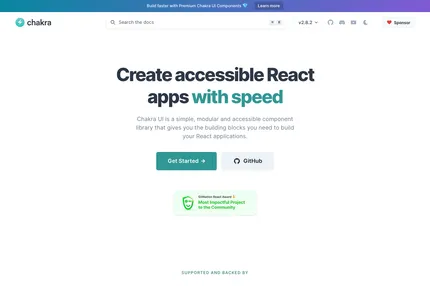 Build faster with Premium Chakra UI Components 💎
Learn more
chakra
Search the docs
K
v2.8.2
Sponsor
Create accessible React
apps with speed
Chakra UI is a simple, modular and accessible component
library that gives you the building blocks you need to build
your React applications.
Get Started →
GitHub
Most Impactful Project
to the Community
SUPPORTED AND BACKED BY